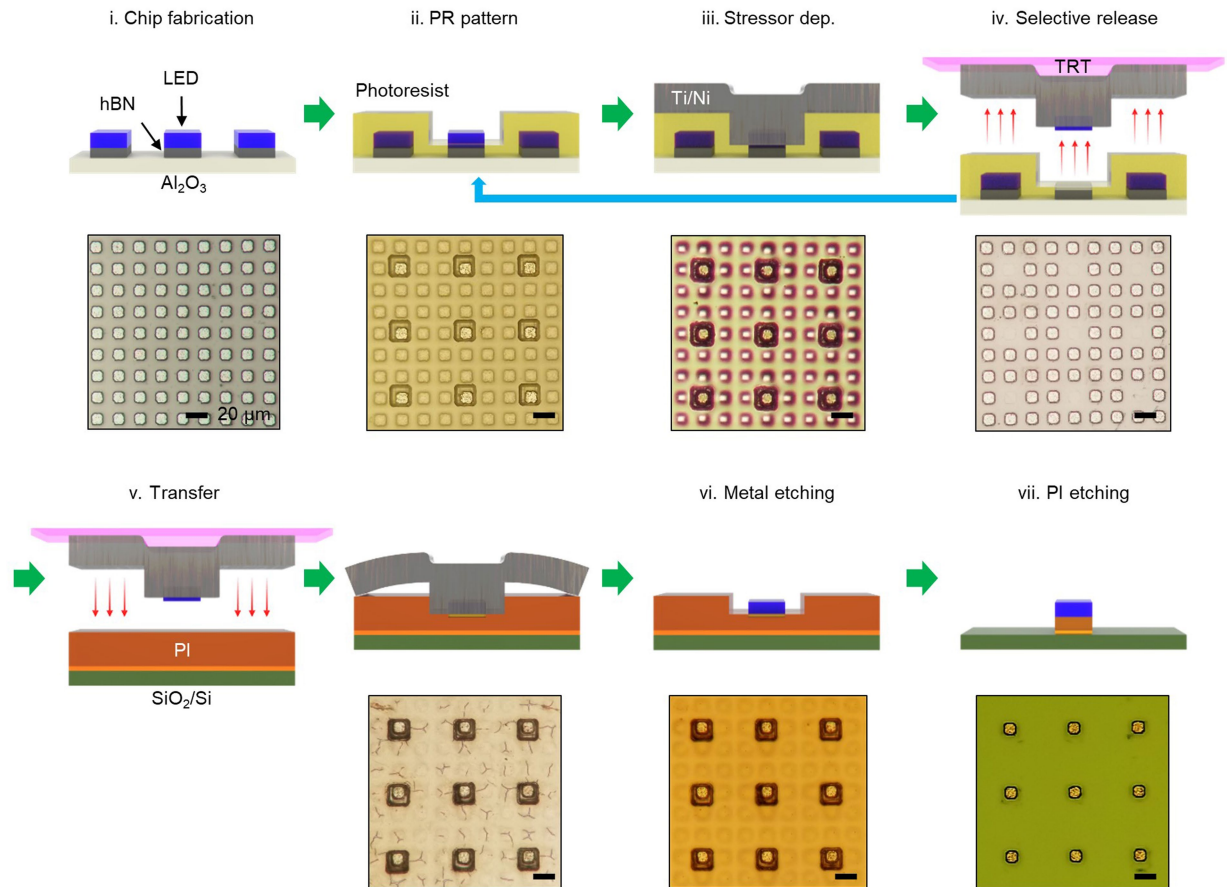 i. Chip fabrication
ii. PR pattern
iii. Stressor dep.
iv. Selective release
LED
hBN
Al₂O₃
Photoresist
Ti/Ni
TRT
20 μm
v. Transfer
vi. Metal etching
vii. PI etching
PI
SiO₂/Si